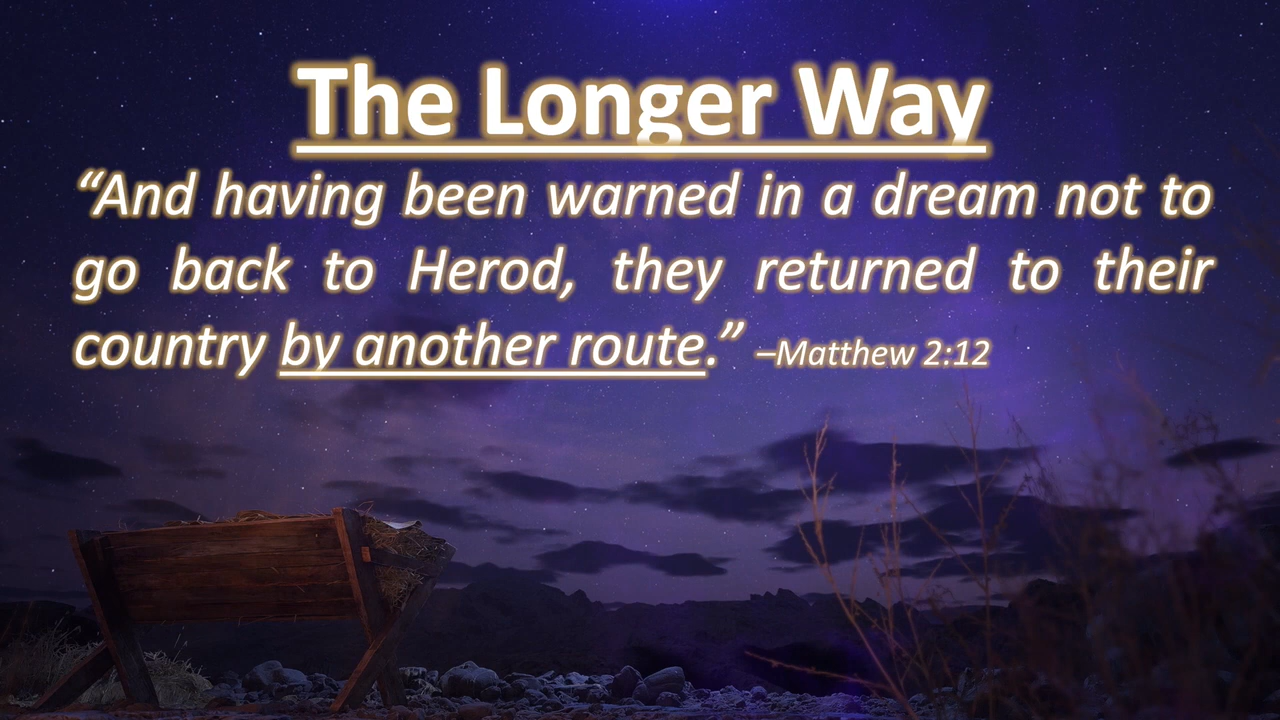 The Longer Way
“And having been warned in a dream not to
go back to Herod, they returned to their
country by another route.” –Matthew 2:12